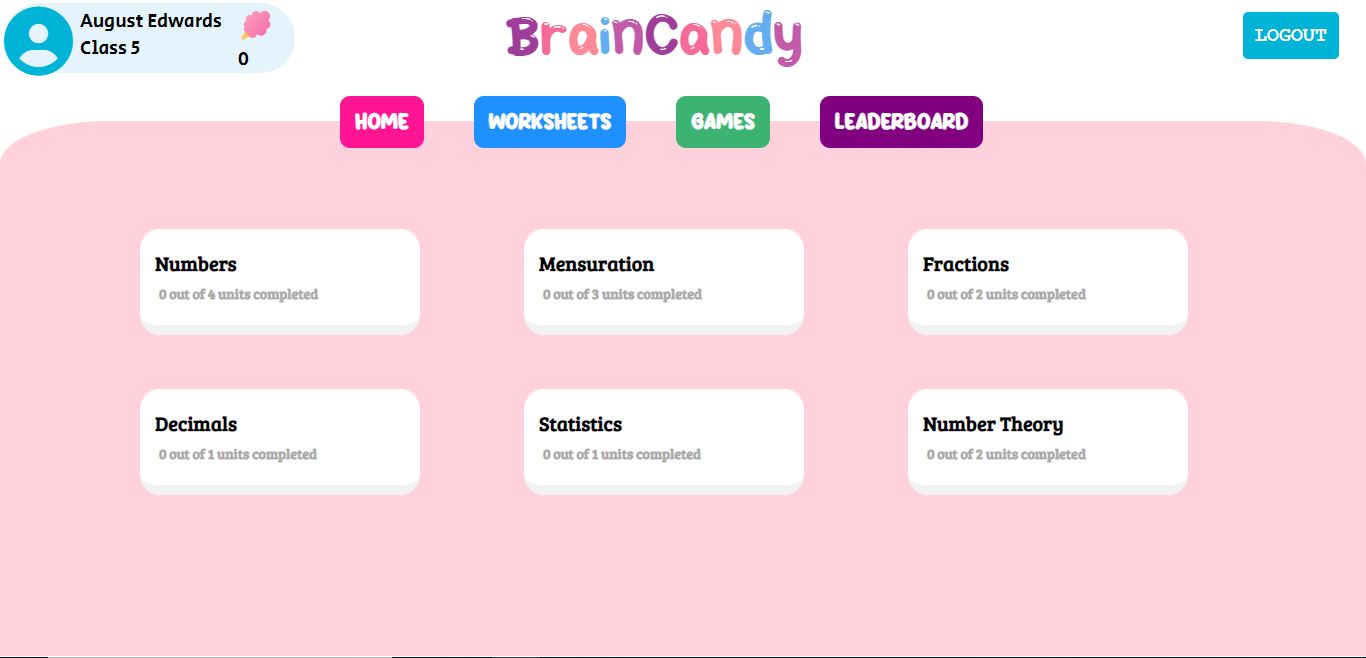 August Edwards
Class 5
0
BrainCandy
LOGOUT
HOME
WORKSHEETS
GAMES
LEADERBOARD
Numbers
0 out of 4 units completed
Mensuration
0 out of 3 units completed
Fractions
0 out of 2 units completed
Decimals
0 out of 1 units completed
Statistics
0 out of 1 units completed
Number Theory
0 out of 2 units completed